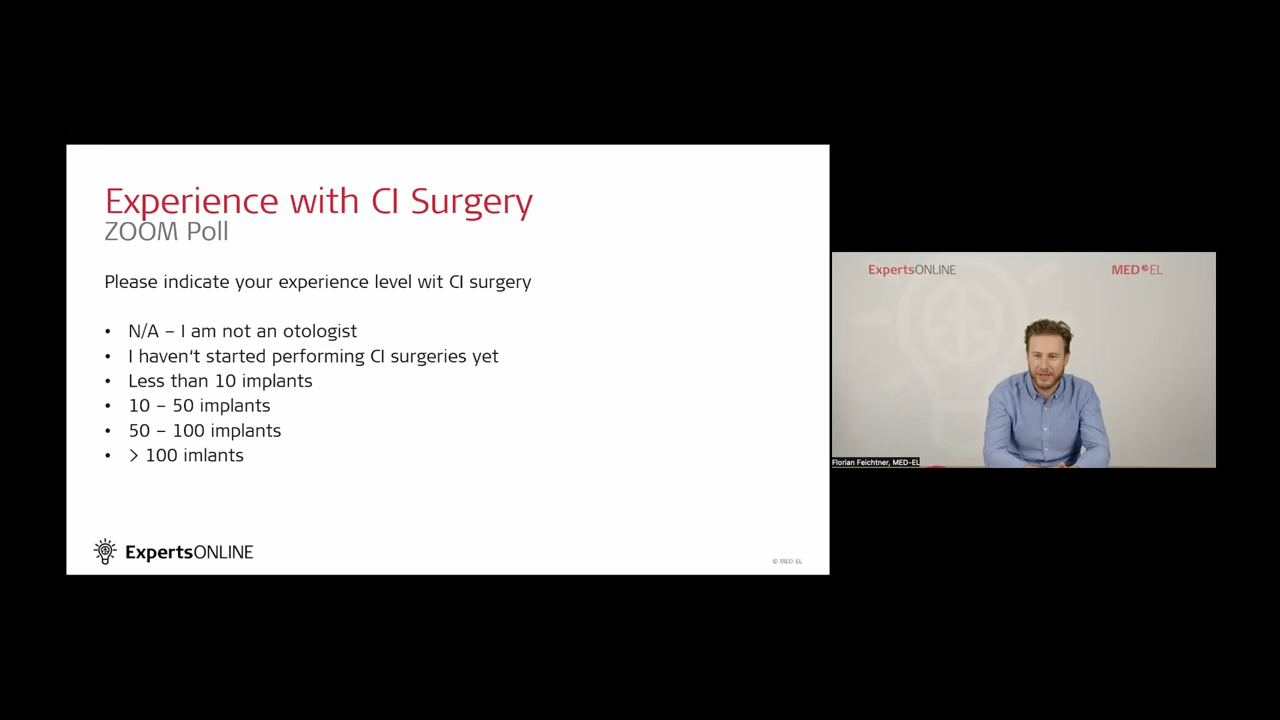 Experience with CI Surgery
ZOOM Poll
Please indicate your experience level wit CI surgery
• N/A – I am not an otologist
• I haven't started performing CI surgeries yet
• Less than 10 implants
• 10 – 50 implants
• 50 – 100 implants
• > 100 imlants
ExpertsONLINE
© MED-EL
ExpertsONLINE
MED EL
Florian Feichtner, MED-EL